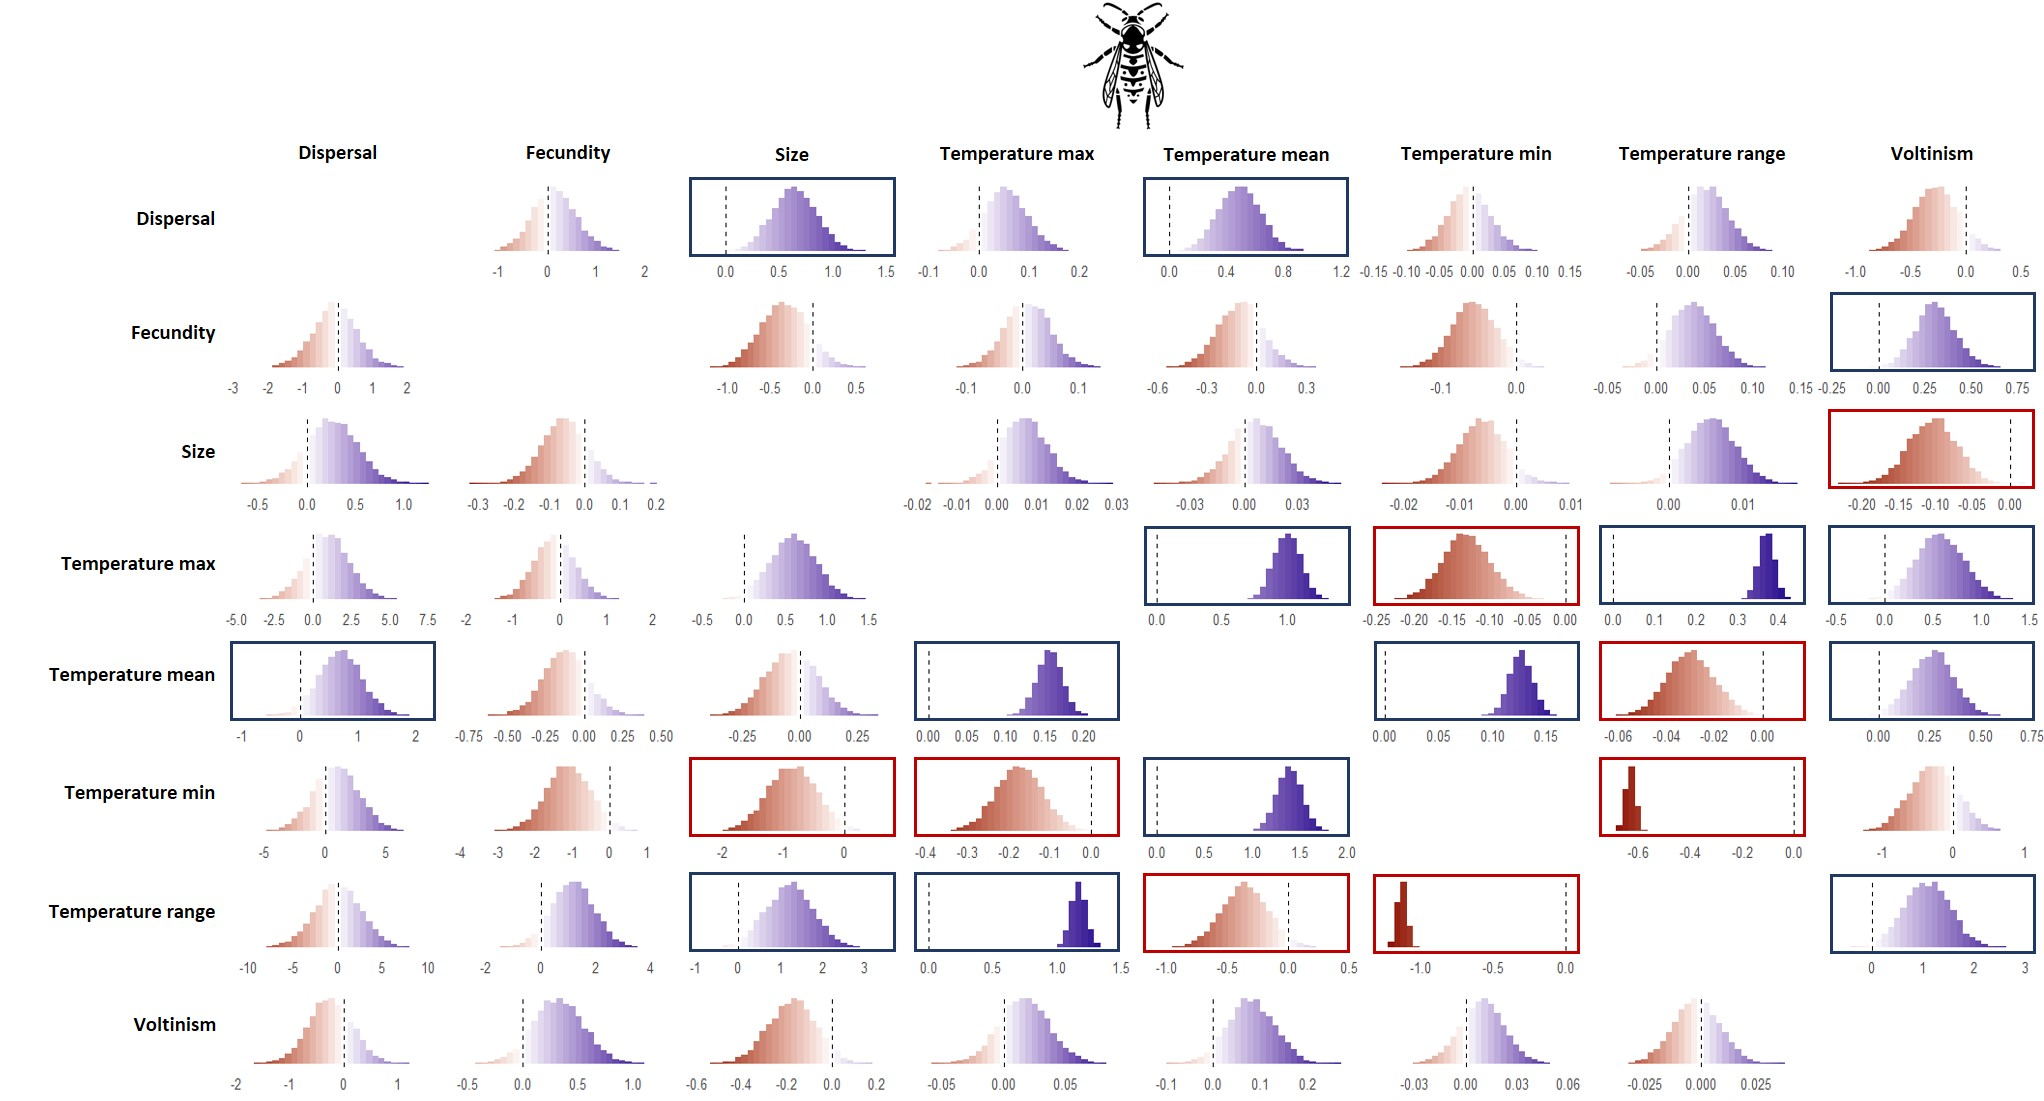 Dispersal Fecundity Size Temperature max Temperature mean Temperature min Temperature range Voltinism
Dispersal
-1 0 1 2 0.0 0.5 1.0 1.5 -0.1 0.0 0.1 0.2 0.0 0.4 0.8 1.2 -0.15 -0.10 -0.05 0.00 0.05 0.10 0.15 -0.05 0.00 0.05 0.10 -1.0 -0.5 0.0 0.5
Fecundity
-3 -2 -1 0 1 2 -1.0 -0.5 0.0 0.5 -0.1 0.0 0.1 -0.6 -0.3 0.0 0.3 -0.1 0.0 -0.05 0.00 0.05 0.10 0.15 -0.25 0.00 0.25 0.50 0.75
Size
-0.5 0.0 0.5 1.0 -0.3 -0.2 -0.1 0.0 0.1 0.2 -0.02 -0.01 0.00 0.01 0.02 0.03 -0.03 0.00 0.03 -0.02 -0.01 0.00 0.01 0.00 0.01 -0.20 -0.15 -0.10 -0.05 0.00
Temperature max
-5.0 -2.5 0.0 2.5 5.0 7.5 -2 -1 0 1 2 -0.5 0.0 0.5 1.0 1.5 0.0 0.5 1.0 -0.25 -0.20 -0.15 -0.10 -0.05 0.00 0.0 0.1 0.2 0.3 0.4 -0.5 0.0 0.5 1.0 1.5
Temperature mean
-1 0 1 2 -0.75 -0.50 -0.25 0.00 0.25 0.50 -0.25 0.00 0.25 0.00 0.05 0.10 0.15 0.20 0.00 0.05 0.10 0.15 -0.06 -0.04 -0.02 0.00 0.00 0.25 0.50 0.75
Temperature min
-5 0 5 -4 -3 -2 -1 0 1 -2 -1 0 -0.4 -0.3 -0.2 -0.1 0.0 0.0 0.5 1.0 1.5 2.0 -0.6 -0.4 -0.2 0.0 -1 0 1
Temperature range
-10 -5 0 5 10 -2 0 2 4 -1 0 1 2 3 0.0 0.5 1.0 1.5 -1.0 -0.5 0.0 0.5 -1.0 -0.5 0.0 0 1 2 3
Voltinism
-2 -1 0 1 -0.5 0.0 0.5 1.0 -0.6 -0.4 -0.2 0.0 0.2 -0.05 0.00 0.05 -0.1 0.0 0.1 0.2 -0.03 0.00 0.03 0.06 -0.025 0.000 0.025